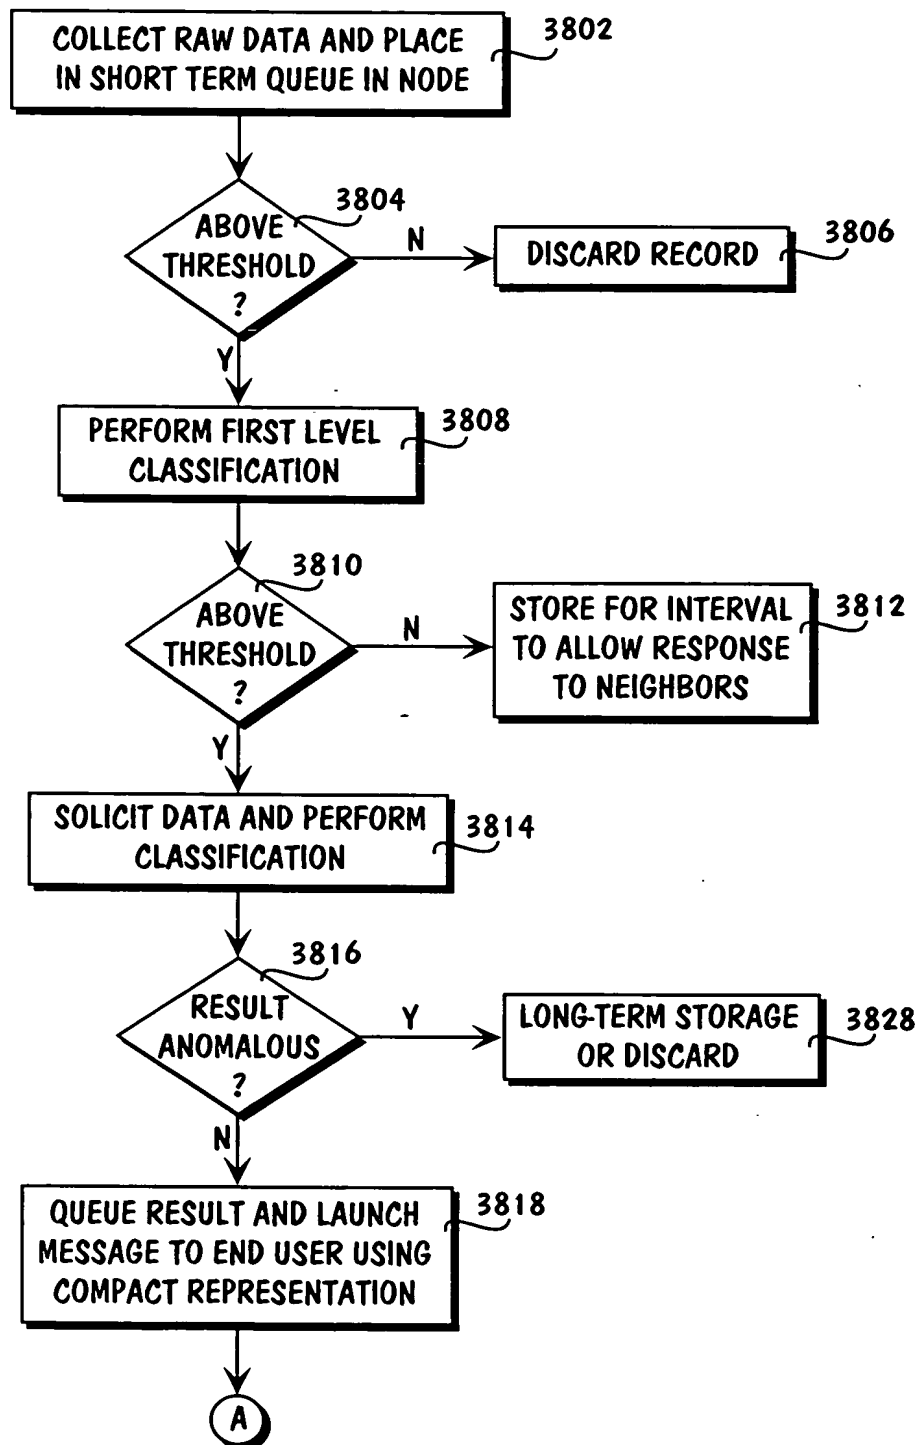 COLLECT RAW DATA AND PLACE
IN SHORT TERM QUEUE IN NODE
3802
ABOVE
THRESHOLD
?
3804
N
DISCARD RECORD
3806
Y
PERFORM FIRST LEVEL
CLASSIFICATION
3808
ABOVE
THRESHOLD
?
3810
N
STORE FOR INTERVAL
TO ALLOW RESPONSE
TO NEIGHBORS
3812
Y
SOLICIT DATA AND PERFORM
CLASSIFICATION
3814
RESULT
ANOMALOUS
?
3816
Y
LONG-TERM STORAGE
OR DISCARD
3828
N
QUEUE RESULT AND LAUNCH
MESSAGE TO END USER USING
COMPACT REPRESENTATION
3818
A